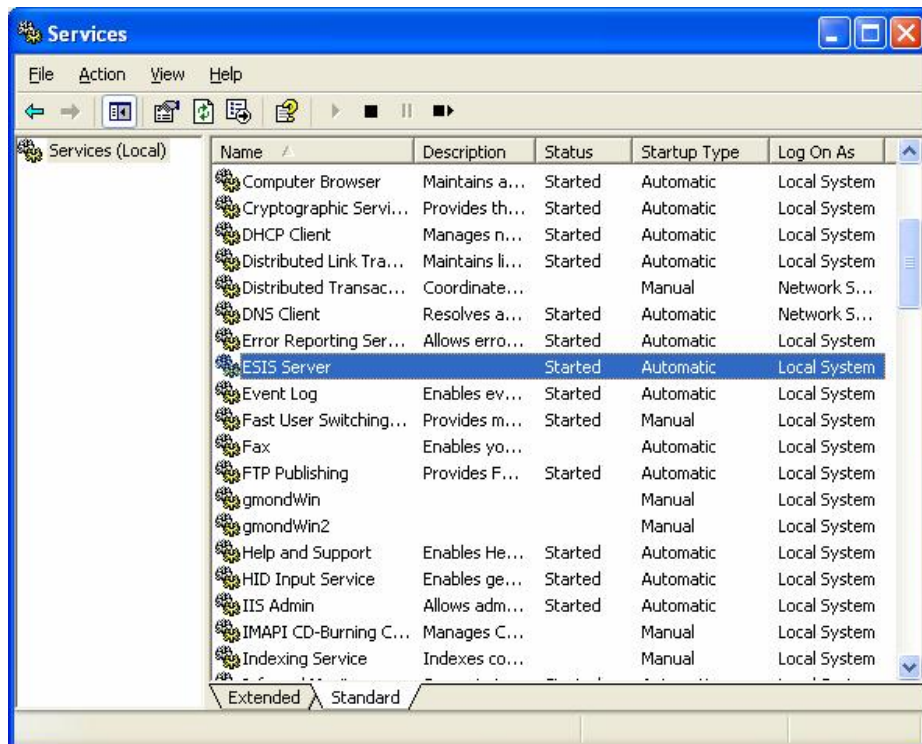 Services
File Action View Help
Services (Local)
Name Description Status Startup Type Log On As
Computer Browser Maintains a... Started Automatic Local System
Cryptographic Servi... Provides th... Started Automatic Local System
DHCP Client Manages n... Started Automatic Local System
Distributed Link Tra... Maintains li... Started Automatic Local System
Distributed Transac... Coordinate... Manual Network S...
DNS Client Resolves a... Started Automatic Network S...
Error Reporting Ser... Allows erro... Started Automatic Local System
ESIS Server Started Automatic Local System
Event Log Enables ev... Started Automatic Local System
Fast User Switching... Provides m... Started Manual Local System
Fax Enables yo... Automatic Local System
FTP Publishing Provides F... Started Automatic Local System
gmondWin Manual Local System
gmondWin2 Manual Local System
Help and Support Enables He... Started Automatic Local System
HID Input Service Enables ge... Started Automatic Local System
IIS Admin Allows adm... Started Automatic Local System
IMAPI CD-Burning C... Manages C... Manual Local System
Indexing Service Indexes co... Manual Local System
Extended Standard